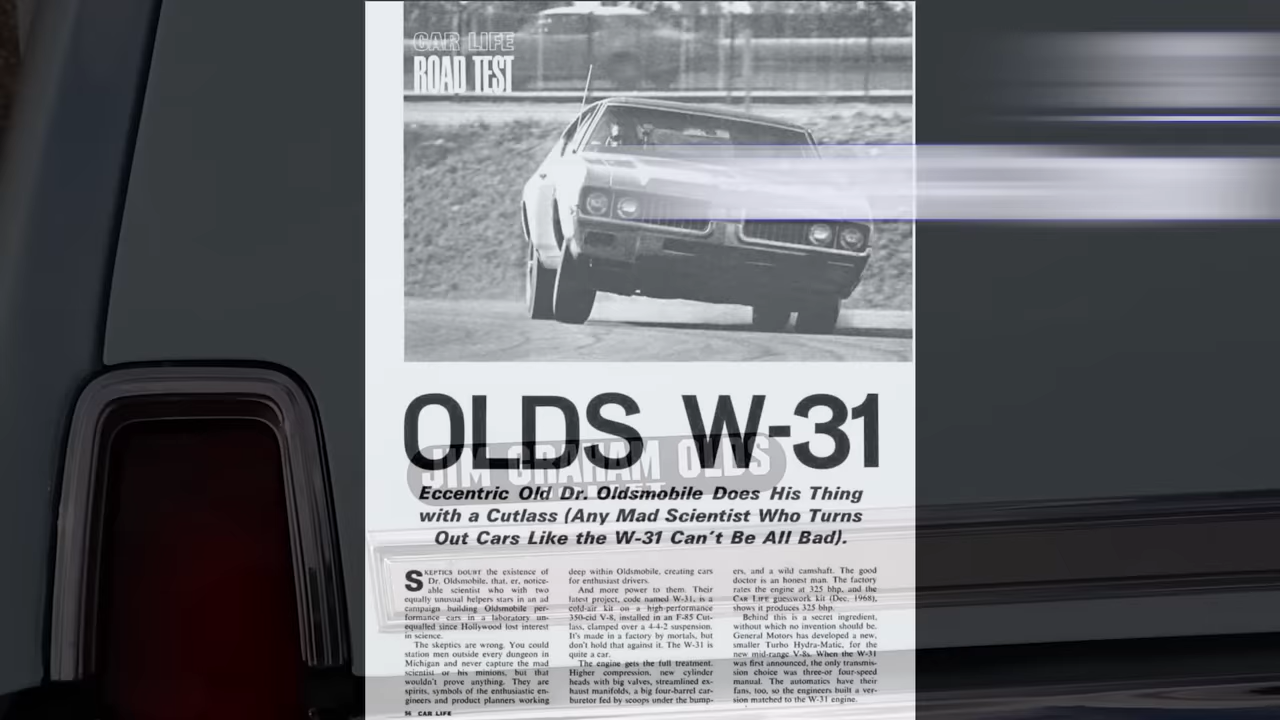 CAR LIFE
ROAD TEST
OLDS W-31
JIM GRAHAM OLDS
Eccentric Old Dr. Oldsmobile Does His Thing
with a Cutlass (Any Mad Scientist Who Turns
Out Cars Like the W-31 Can't Be All Bad).
SKEPTICS DOUBT the existence of
Dr. Oldsmobile, that, er, notice-
able scientist who with two
equally unusual helpers stars in an ad
campaign building Oldsmobile per-
formance cars in a laboratory un-
equalled since Hollywood lost interest
in science.
The skeptics are wrong. You could
station men outside every dungeon in
Michigan and never capture the mad
scientist or his minions, but that
wouldn't prove anything. They are
spirits, symbols of the enthusiastic en-
gineers and product planners working
deep within Oldsmobile, creating cars
for enthusiast drivers.
And more power to them. Their
latest project, code named W-31, is a
cold-air kit on a high-performance
350-cid V-8, installed in an F-85 Cut-
lass, clamped over a 4-4-2 suspension.
It's made in a factory by mortals, but
don't hold that against it. The W-31 is
quite a car.
The engine gets the full treatment.
Higher compression, new cylinder
heads with big valves, streamlined ex-
haust manifolds, a big four-barrel car-
buretor fed by scoops under the bump-
ers, and a wild camshaft. The good
doctor is an honest man. The factory
rates the engine at 325 bhp, and the
CAR LIFE guesswork kit (Dec. 1968),
shows it produces 325 bhp.
Behind this is a secret ingredient,
without which no invention should be.
General Motors has developed a new,
smaller Turbo Hydra-Matic, for the
new mid-range V-8s. When the W-31
was first announced, the only transmis-
sion choice was three-or four-speed
manual. The automatics have their
fans, too, so the engineers built a ver-
sion matched to the W-31 engine.
56 CAR LIFE